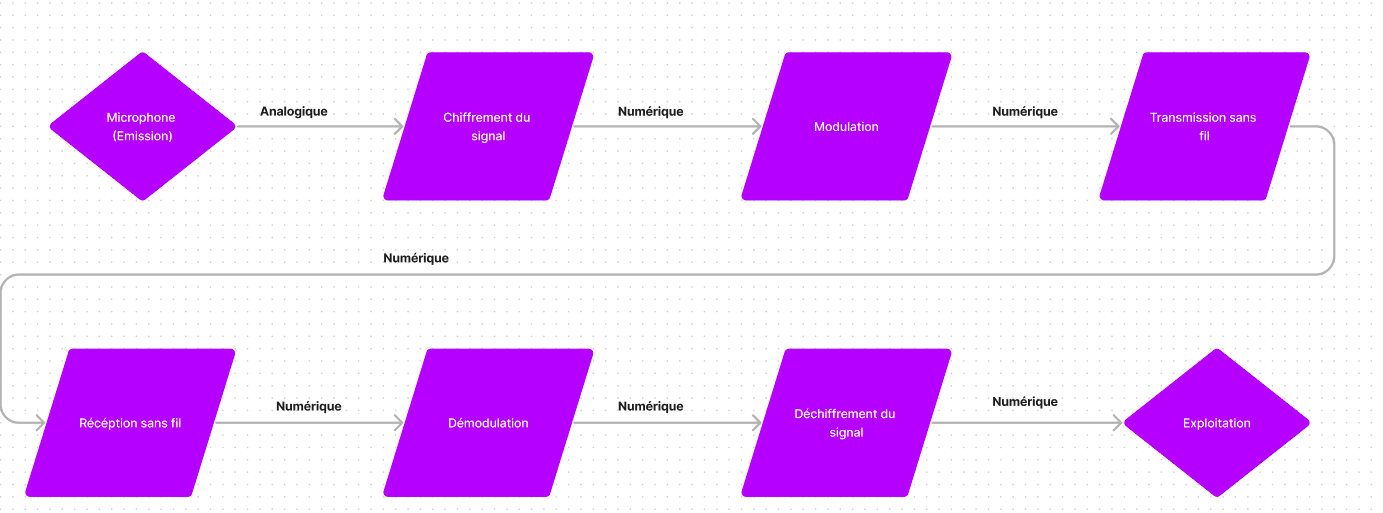 Microphone
(Emission)
Analogique
Chiffrement du
signal
Numérique
Modulation
Numérique
Transmission sans
fil
Numérique
Récéption sans fil
Numérique
Démodulation
Numérique
Déchiffrement du
signal
Numérique
Exploitation